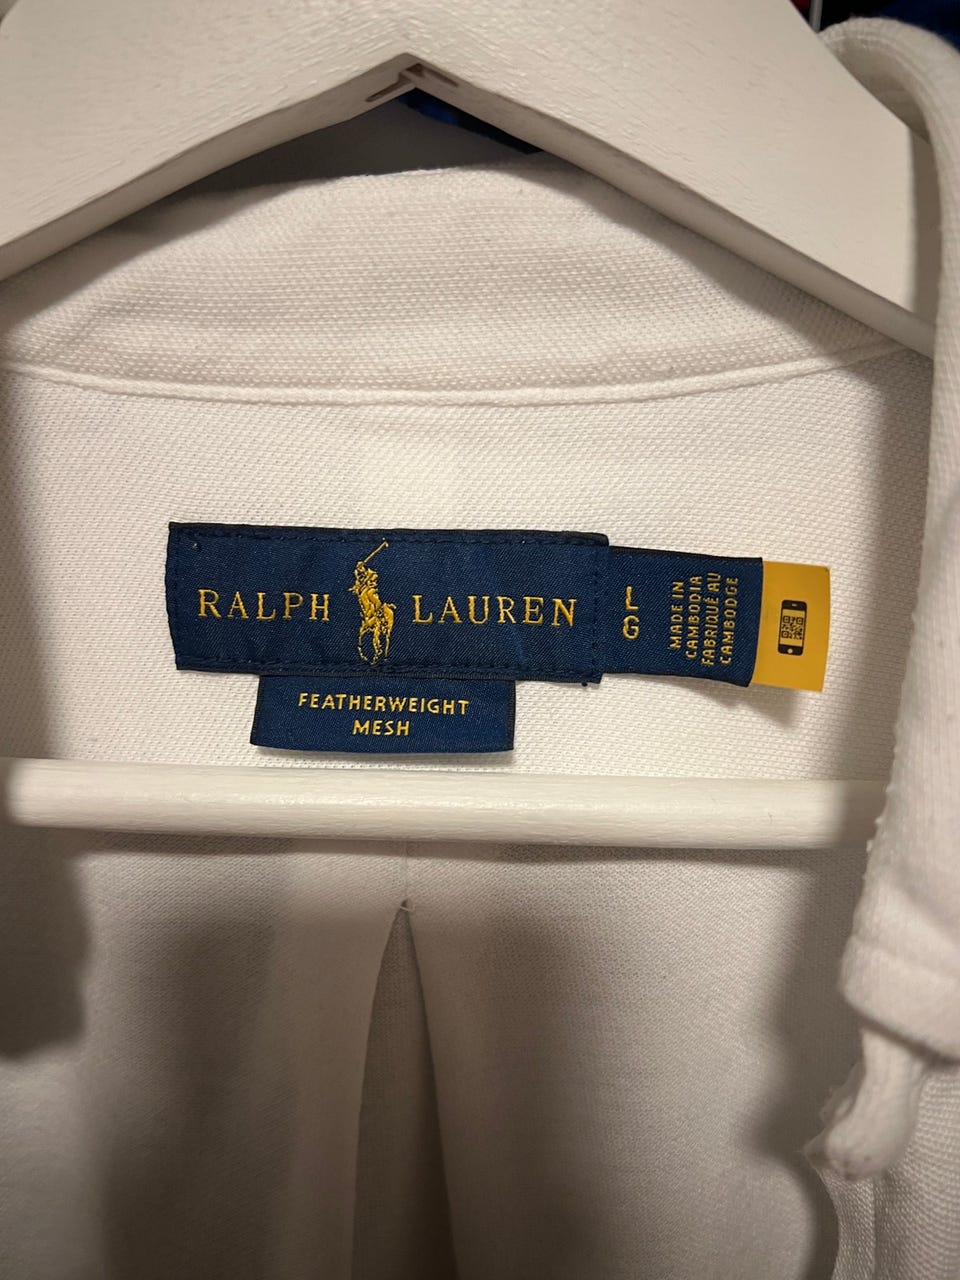 RALPH LAUREN
L
G
MADE IN
CAMBODIA
FABRIQUÉ AU
CAMBODGE
FEATHERWEIGHT
MESH